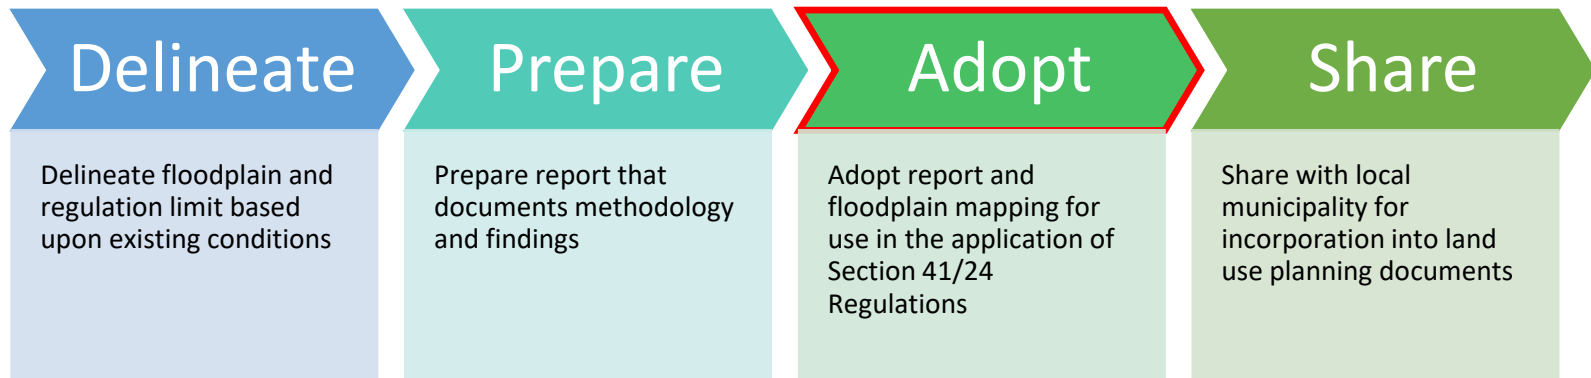 Delineate
Prepare
Adopt
Share
Delineate floodplain and
regulation limit based
upon existing conditions
Prepare report that
documents methodology
and findings
Adopt report and
floodplain mapping for
use in the application of
Section 41/24
Regulations
Share with local
municipality for
incorporation into land
use planning documents